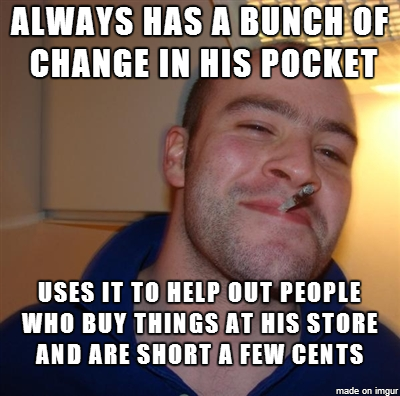 ALWAYS HAS A BUNCH OF
CHANGE IN HIS POCKET
USES IT TO HELP OUT PEOPLE
WHO BUY THINGS AT HIS STORE
AND ARE SHORT A FEW CENTS
made on imgur